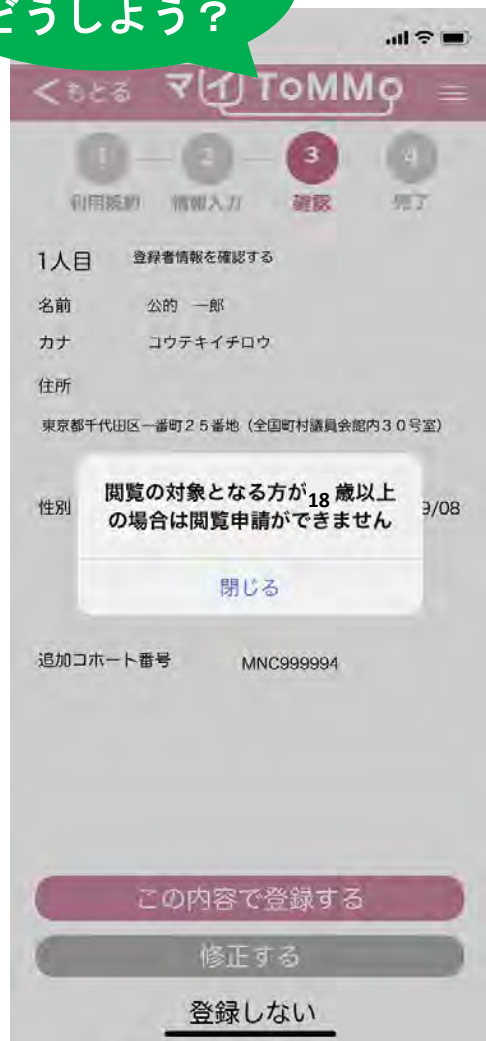 どうしよう？
もどる マイToMMo
1 2 3 4
利用規約 情報入力 確認 完了
1人目 登録者情報を確認する
名前 公的 一郎
カナ コウテキイチロウ
住所
東京都千代田区一番町２５番地（全国町村議員会館内３０号室）
性別 9/08
閲覧の対象となる方が18歳以上
の場合は閲覧申請ができません
閉じる
追加コホート番号 MNC999994
この内容で登録する
修正する
登録しない